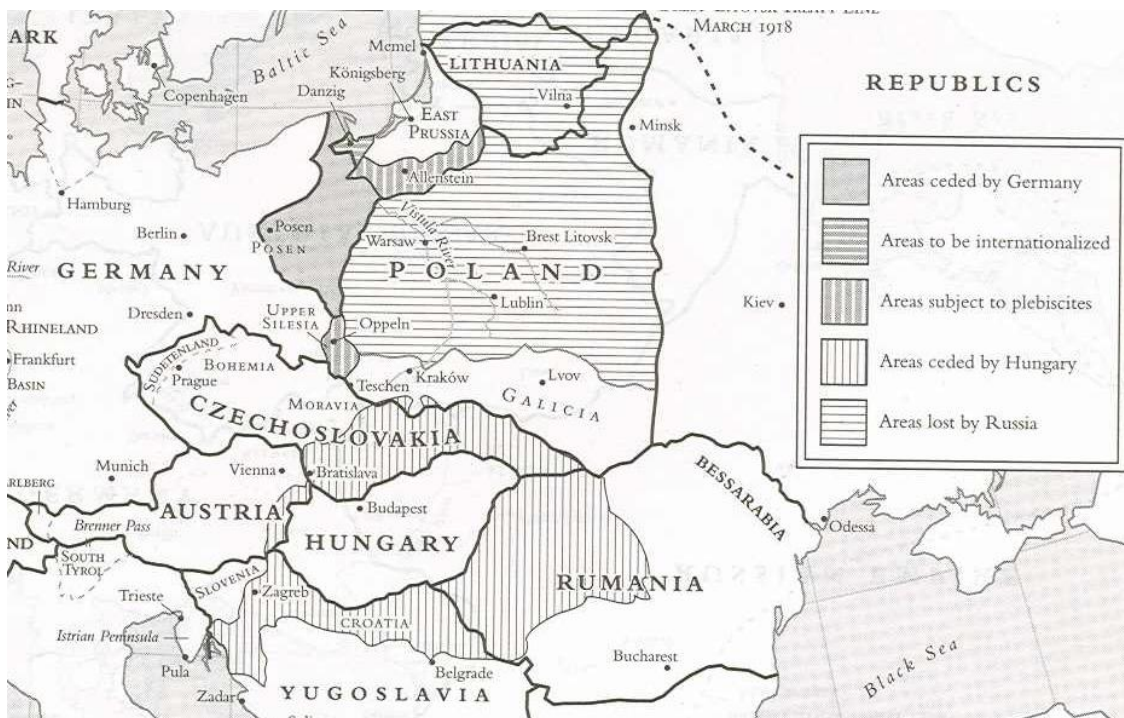 MARCH 1918
ARK
Baltic Sea
Memel
LITHUANIA
REPUBLICS
Königsberg
Copenhagen
Danzig
Vilna
EAST
PRUSSIA
Minsk
Areas ceded by Germany
Allenstein
Hamburg
Posen
POSEN
Vistula River
Berlin
Warsaw
Brest Litovsk
Areas to be internationalized
River
GERMANY
POLAND
Lublin
Kiev
Areas subject to plebiscites
Dresden
UPPER
SILESIA
Oppeln
RHINELAND
Frankfurt
BASIN
SUDETENLAND
BOHEMIA
Prague
Teschen
Kraków
Lvov
GALICIA
Areas ceded by Hungary
MORAVIA
CZECHOSLOVAKIA
Areas lost by Russia
Munich
Vienna
Bratislava
BESSARABIA
ARLBERG
Brenner Pass
AUSTRIA
Budapest
Odessa
ND
SOUTH
TYROL
HUNGARY
SLOVENIA
RUMANIA
Trieste
Zagreb
CROATIA
Istrian Peninsula
Pula
Belgrade
Bucharest
Black Sea
Zadar
YUGOSLAVIA